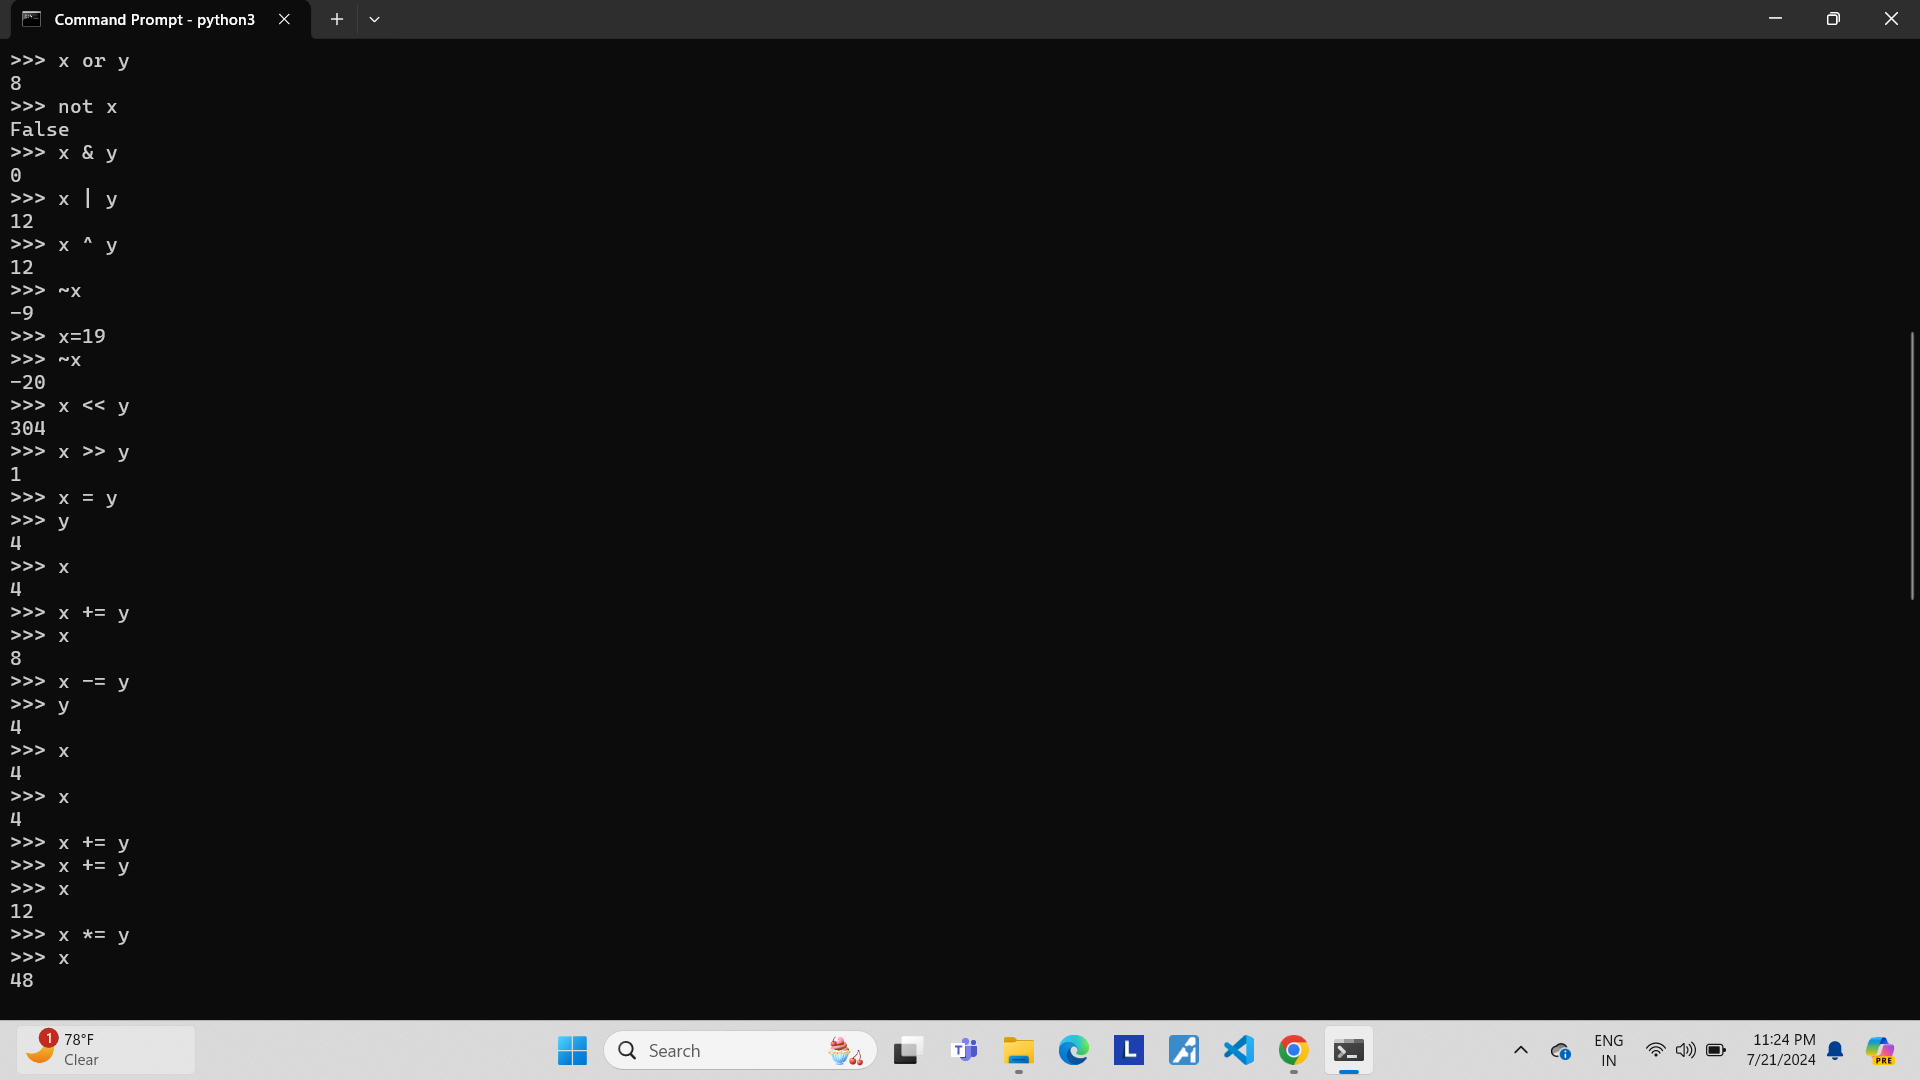 Command Prompt - python3
>>> x or y
8
>>> not x
False
>>> x & y
0
>>> x | y
12
>>> x ^ y
12
>>> ~x
-9
>>> x=19
>>> ~x
-20
>>> x << y
304
>>> x >> y
1
>>> x = y
>>> y
4
>>> x
4
>>> x += y
>>> x
8
>>> x -= y
>>> y
4
>>> x
4
>>> x
4
>>> x += y
>>> x += y
>>> x
12
>>> x *= y
>>> x
48
1
78°F
Clear
Search
T
L
PRE
ENG
IN
11:24 PM
7/21/2024